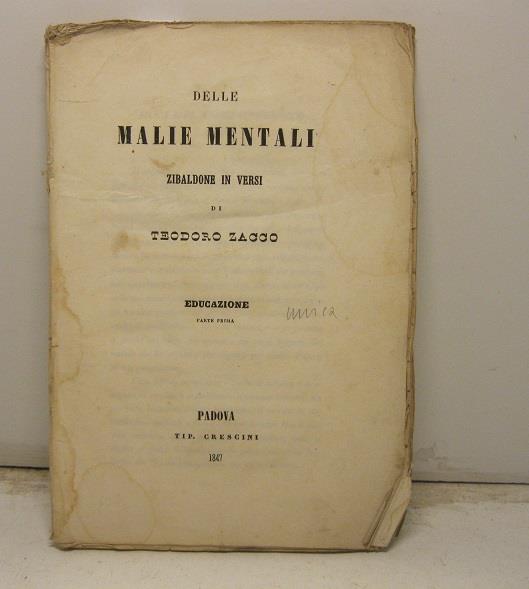 DELLE
MALIE MENTALI
ZIBALDONE IN VERSI
DI
TEODORO ZACCO
EDUCAZIONE
PARTE PRIMA
unica.
PADOVA
TIP. CRESCINI
1847